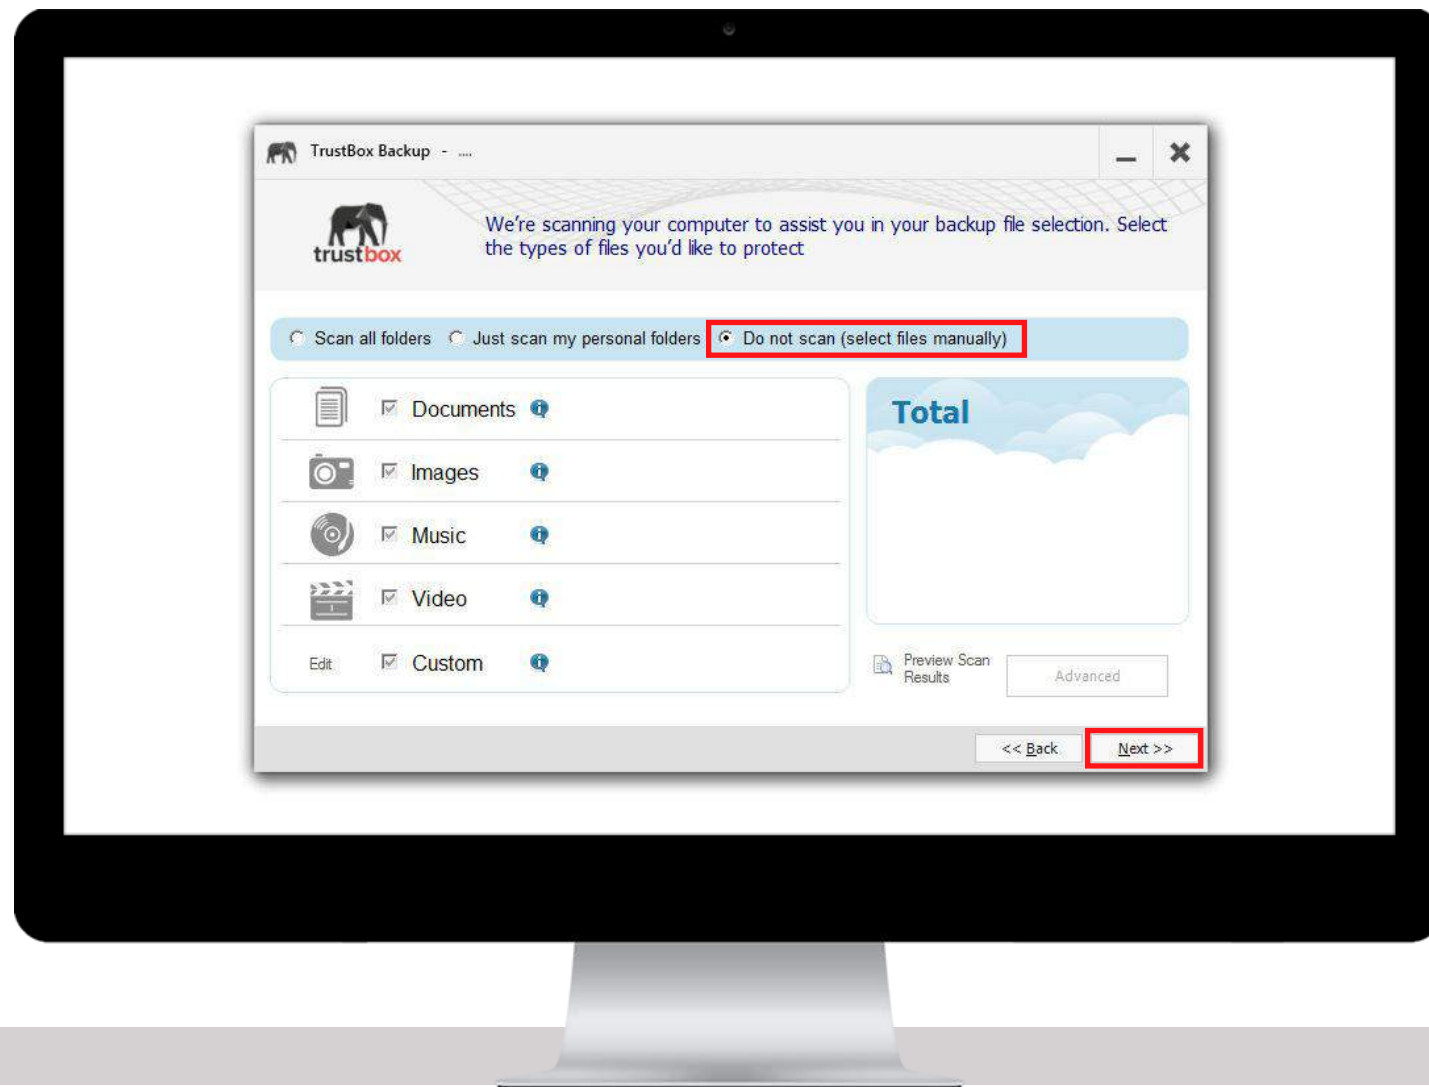 TrustBox Backup - ....
trustbox
We're scanning your computer to assist you in your backup file selection. Select
the types of files you'd like to protect
Scan all folders Just scan my personal folders Do not scan (select files manually)
Documents
Images
Music
Video
Edit Custom
Total
Preview Scan
Results
Advanced
<< Back Next >>